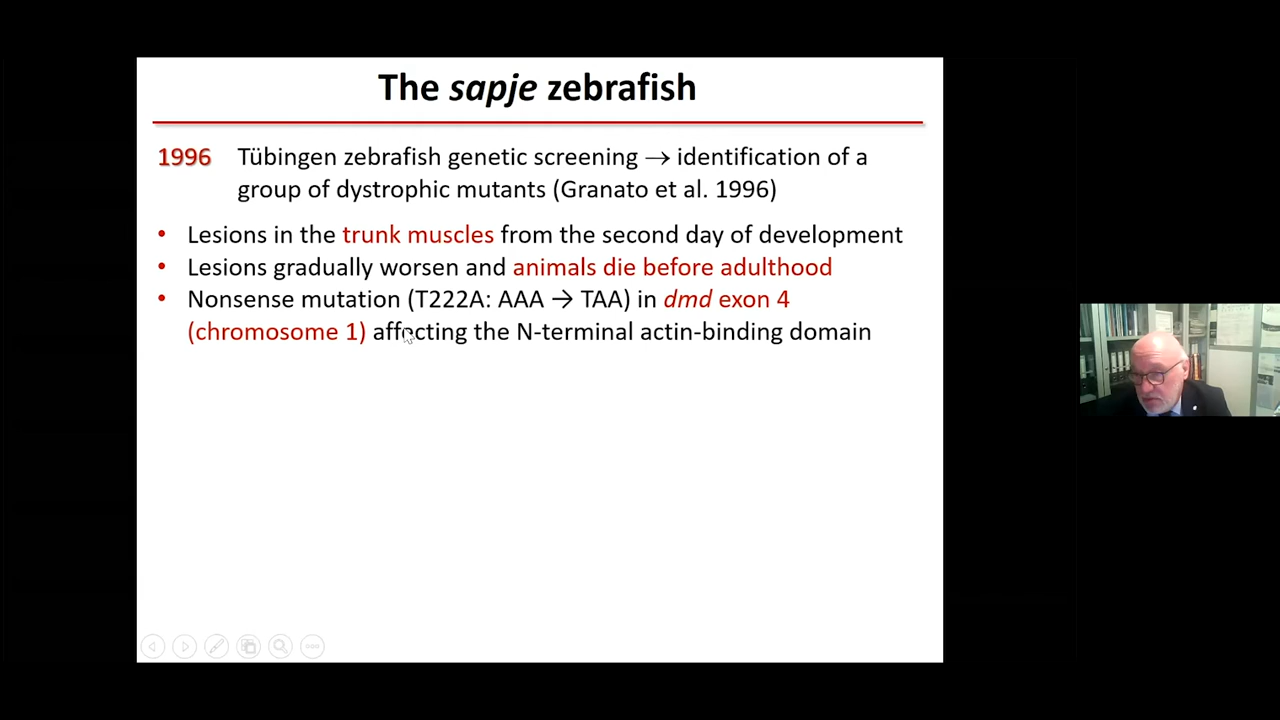 The sapje zebrafish
1996 Tübingen zebrafish genetic screening → identification of a
group of dystrophic mutants (Granato et al. 1996)
• Lesions in the trunk muscles from the second day of development
• Lesions gradually worsen and animals die before adulthood
• Nonsense mutation (T222A: AAA → TAA) in dmd exon 4
(chromosome 1) affecting the N-terminal actin-binding domain